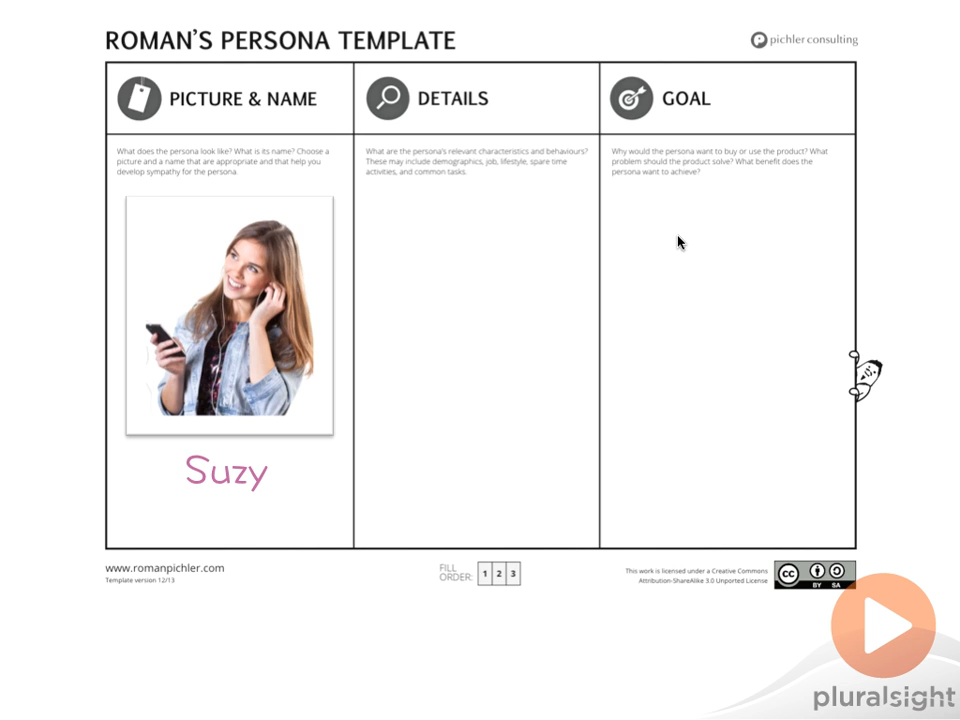 ROMAN'S PERSONA TEMPLATE
pichler consulting
PICTURE & NAME
DETAILS
GOAL
What does the persona look like? What is its name? Choose a
picture and a name that are appropriate and that help you
develop sympathy for the persona.
What are the persona's relevant characteristics and behaviours?
These may include demographics, job, lifestyle, spare time
activities, and common tasks.
Why would the persona want to buy or use the product? What
problem should the product solve? What benefit does the
persona want to achieve?
Suzy
www.romanpichler.com
Template version 12/13
FILL
ORDER:
1 2 3
This work is licensed under a Creative Commons
Attribution-ShareAlike 3.0 Unported License
cc
BY SA
pluralsight